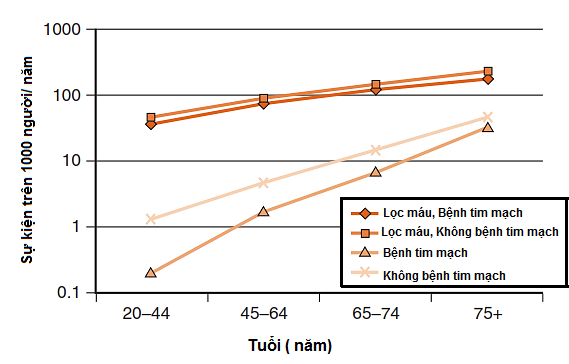 Sự kiện trên 1000 người/ năm
1000
100
10
1
0.1
20–44
45–64
65–74
75+
Tuổi ( năm)
Lọc máu, Bệnh tim mạch
Lọc máu, Không bệnh tim mạch
Bệnh tim mạch
Không bệnh tim mạch